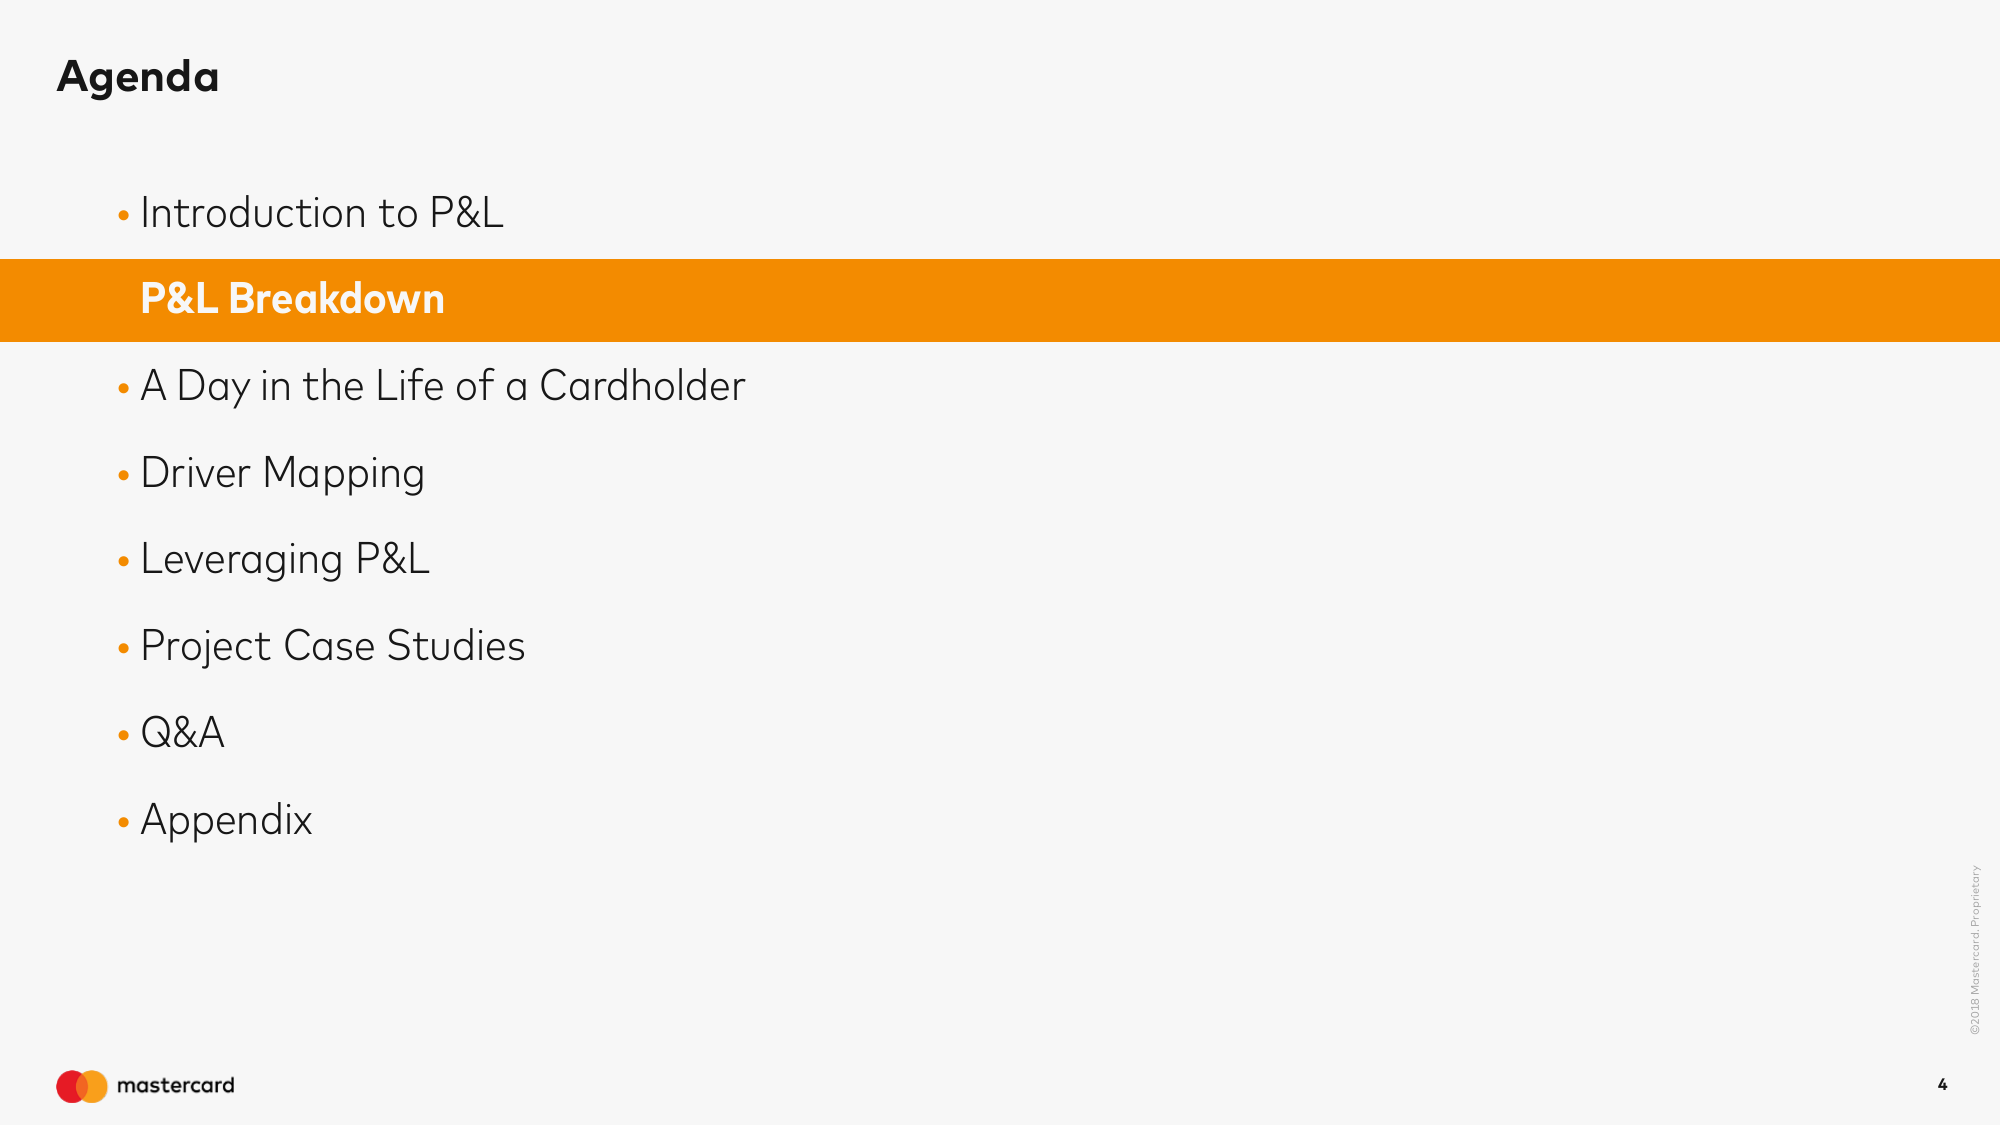 Agenda
• Introduction to P&L
P&L Breakdown
• A Day in the Life of a Cardholder
• Driver Mapping
• Leveraging P&L
• Project Case Studies
• Q&A
• Appendix
©2018 Mastercard. Proprietary
mastercard
4